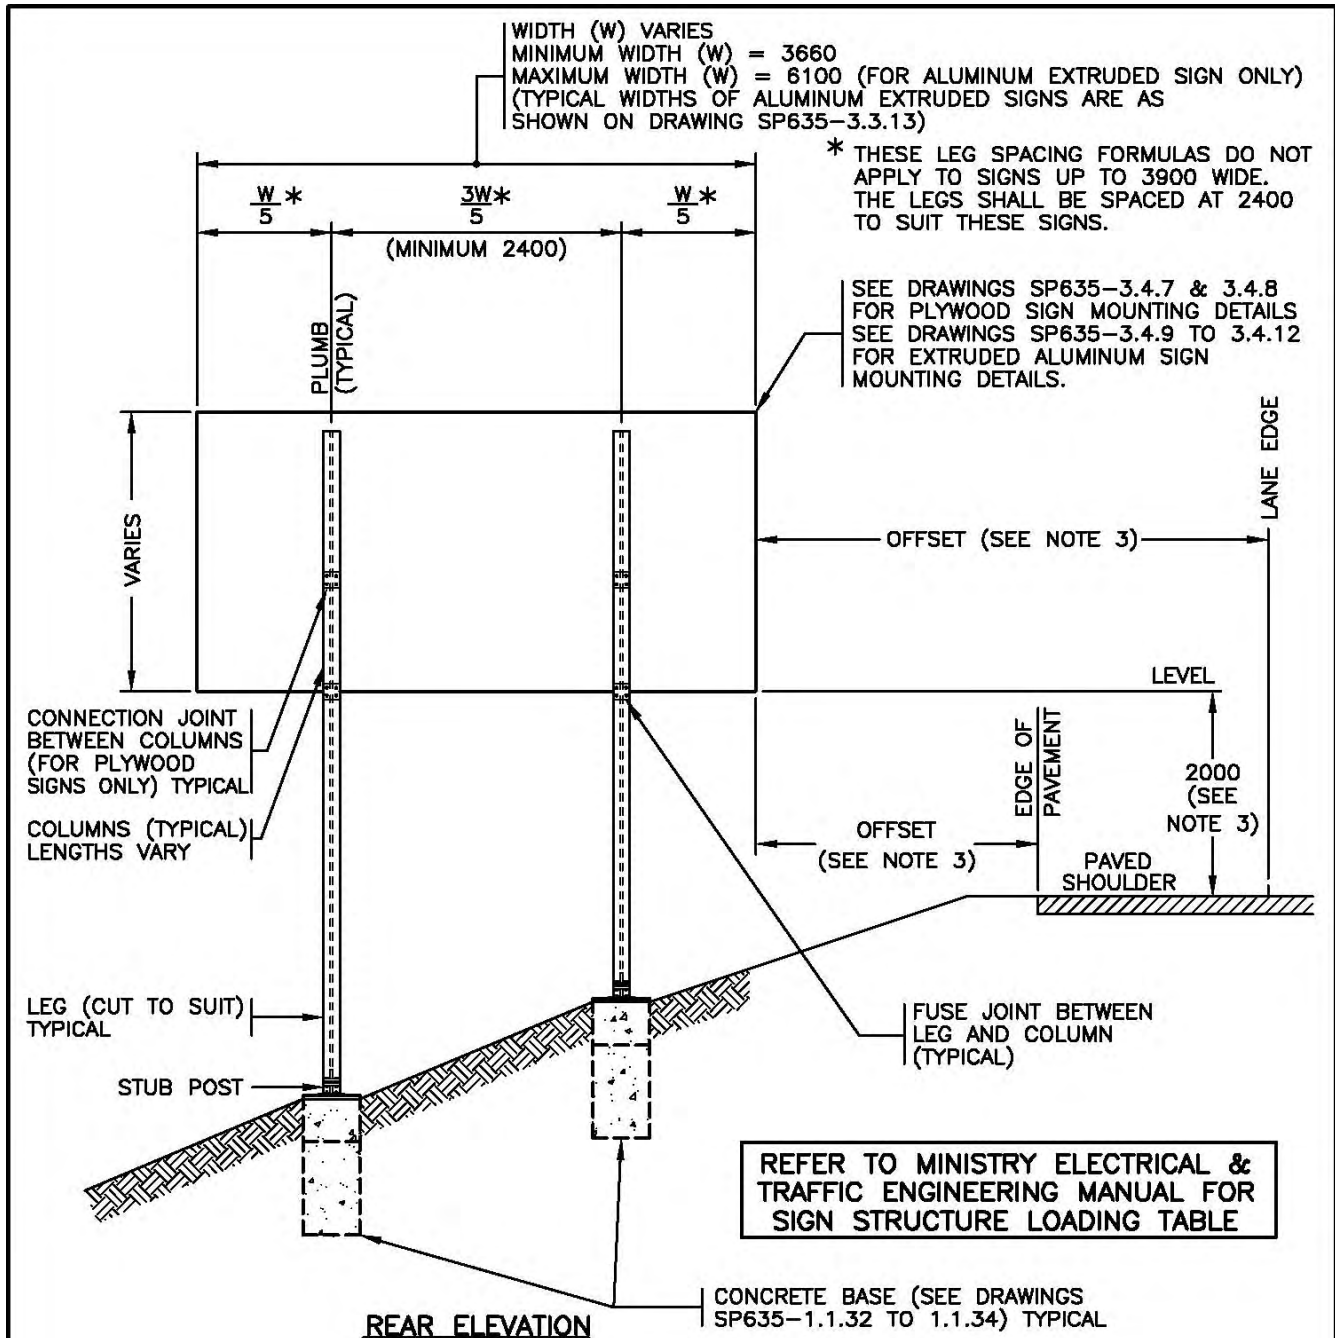 WIDTH (W) VARIES
MINIMUM WIDTH (W) = 3660
MAXIMUM WIDTH (W) = 6100 (FOR ALUMINUM EXTRUDED SIGN ONLY)
(TYPICAL WIDTHS OF ALUMINUM EXTRUDED SIGNS ARE AS
SHOWN ON DRAWING SP635-3.3.13)
* THESE LEG SPACING FORMULAS DO NOT
APPLY TO SIGNS UP TO 3900 WIDE.
THE LEGS SHALL BE SPACED AT 2400
TO SUIT THESE SIGNS.
W/5 *
3W/5 *
W/5 *
(MINIMUM 2400)
PLUMB
(TYPICAL)
SEE DRAWINGS SP635-3.4.7 & 3.4.8
FOR PLYWOOD SIGN MOUNTING DETAILS
SEE DRAWINGS SP635-3.4.9 TO 3.4.12
FOR EXTRUDED ALUMINUM SIGN
MOUNTING DETAILS.
LANE EDGE
VARIES
OFFSET (SEE NOTE 3)
LEVEL
CONNECTION JOINT
BETWEEN COLUMNS
(FOR PLYWOOD
SIGNS ONLY) TYPICAL
COLUMNS (TYPICAL)
LENGTHS VARY
EDGE OF
PAVEMENT
2000
(SEE
NOTE 3)
OFFSET
(SEE NOTE 3)
PAVED
SHOULDER
LEG (CUT TO SUIT)
TYPICAL
FUSE JOINT BETWEEN
LEG AND COLUMN
(TYPICAL)
STUB POST
REFER TO MINISTRY ELECTRICAL &
TRAFFIC ENGINEERING MANUAL FOR
SIGN STRUCTURE LOADING TABLE
CONCRETE BASE (SEE DRAWINGS
SP635-1.1.32 TO 1.1.34) TYPICAL
REAR ELEVATION